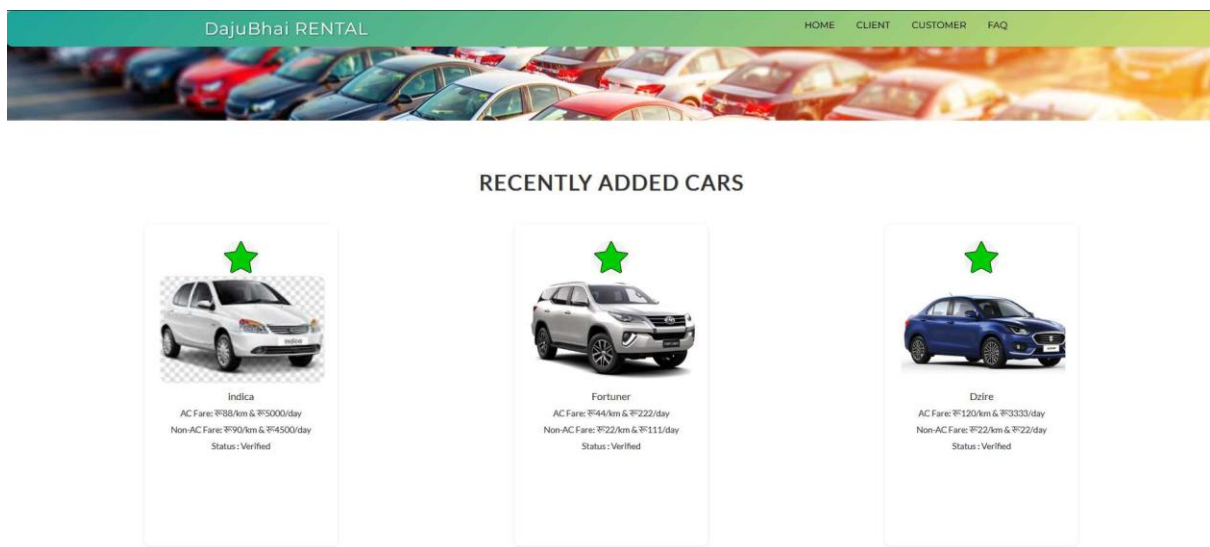 DajuBhai RENTAL
HOME CLIENT CUSTOMER FAQ
RECENTLY ADDED CARS
indica
indica
AC Fare: रू88/km & रू5000/day
Non-AC Fare: रू90/km & रू4500/day
Status : Verified
Fortuner
AC Fare: रू44/km & रू222/day
Non-AC Fare: रू22/km & रू111/day
Status : Verified
Dzire
AC Fare: रू120/km & रू3333/day
Non-AC Fare: रू22/km & रू22/day
Status : Verified